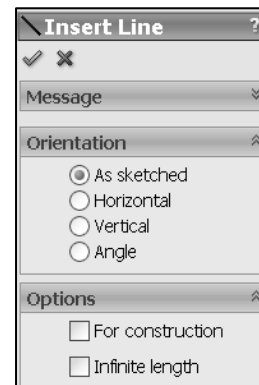 Insert Line ?
Message
Orientation
As sketched
Horizontal
Vertical
Angle
Options
For construction
Infinite length